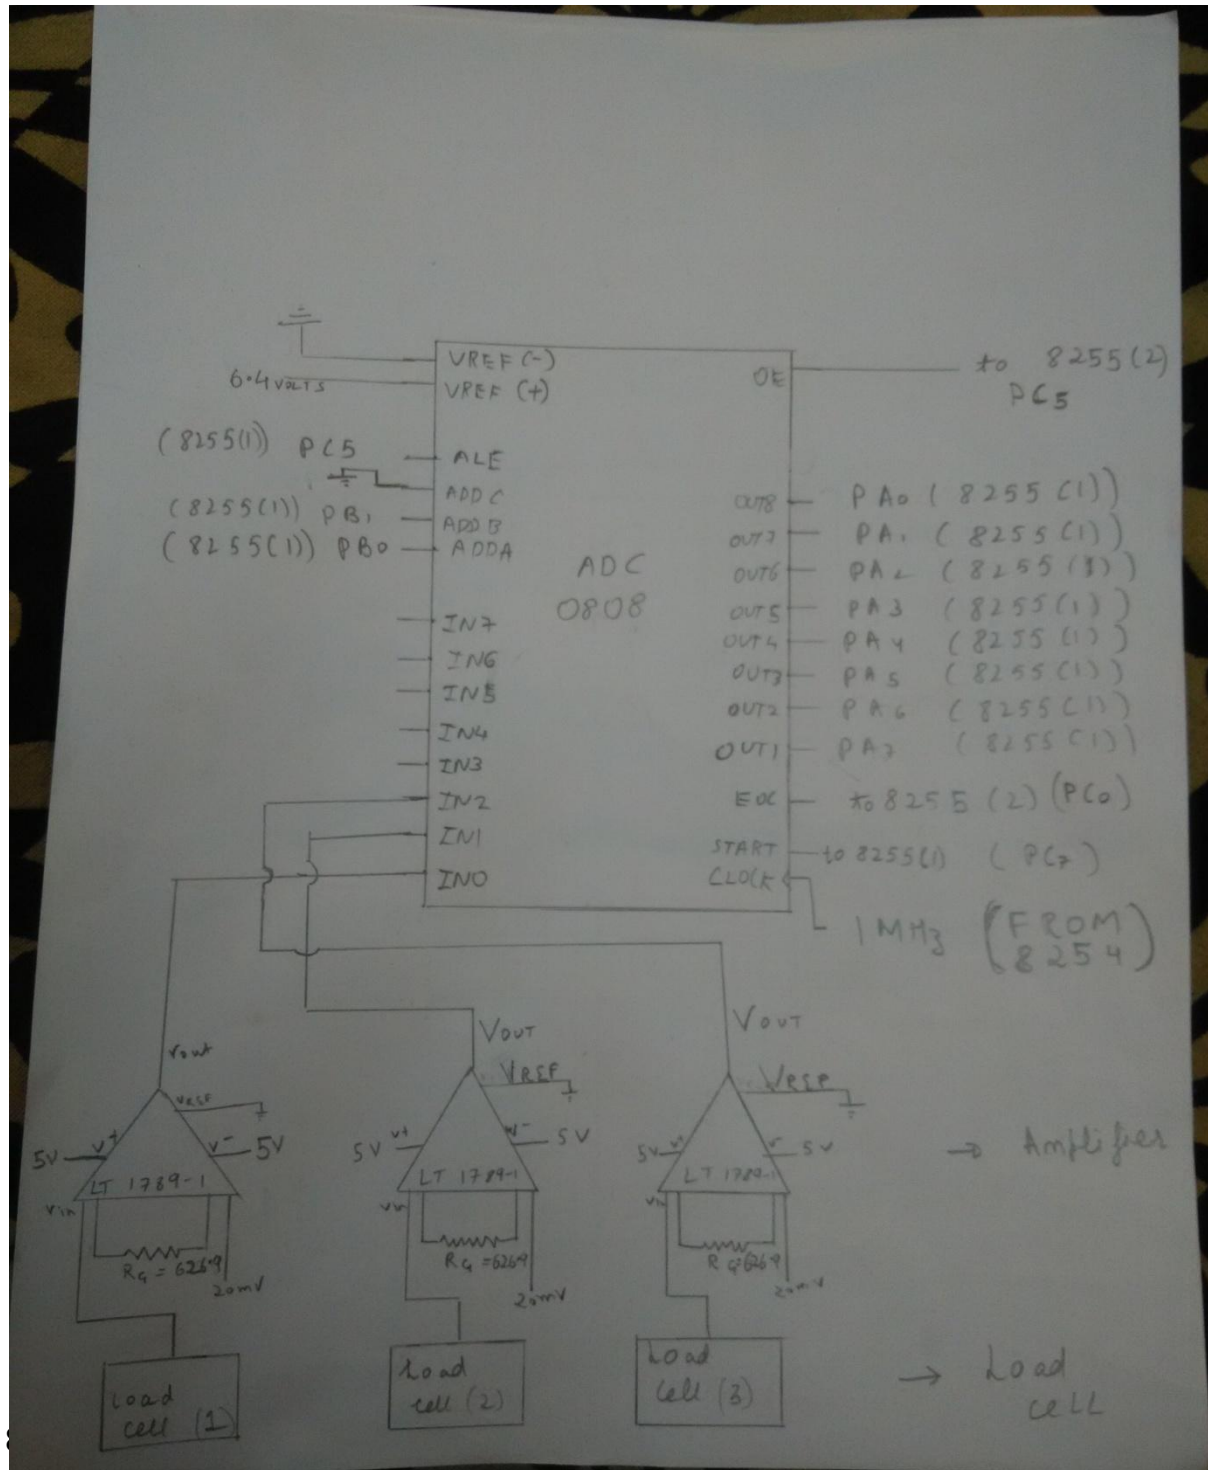 VREF (-)
6.4 VOLTS
VREF (+)
OE
to 8255 (2)
PC5
(8255(1)) PC5
ALE
ADD C
(8255(1)) PB1
ADD B
(8255(1)) PB0
ADDA
ADC
0808
OUT8
PA0 (8255 (1))
OUT7
PA1 (8255 (1))
OUT6
PA2 (8255 (1))
OUT5
PA3 (8255 (1))
OUT4
PA4 (8255 (1))
OUT3
PA5 (8255 (1))
OUT2
PA6 (8255 (1))
OUT1
PA7 (8255 (1))
IN7
IN6
IN5
IN4
IN3
IN2
IN1
IN0
EOC
to 8255 (2) (PC0)
START
to 8255(1) (PC7)
CLOCK
1 MHz (FROM
8254)
Vout
VREF
5V
V+
V-
5V
LT 1789-1
Vin
RG = 626.9
20mV
VOUT
VREF
5V
V+
V-
5V
LT 1789-1
Vin
RG = 626.9
20mV
VOUT
VREF
5V
V+
V-
5V
LT 1789-1
Vin
RG = 626.9
20mV
→ Amplifier
Load
cell (1)
Load
cell (2)
Load
cell (3)
→ Load
cell